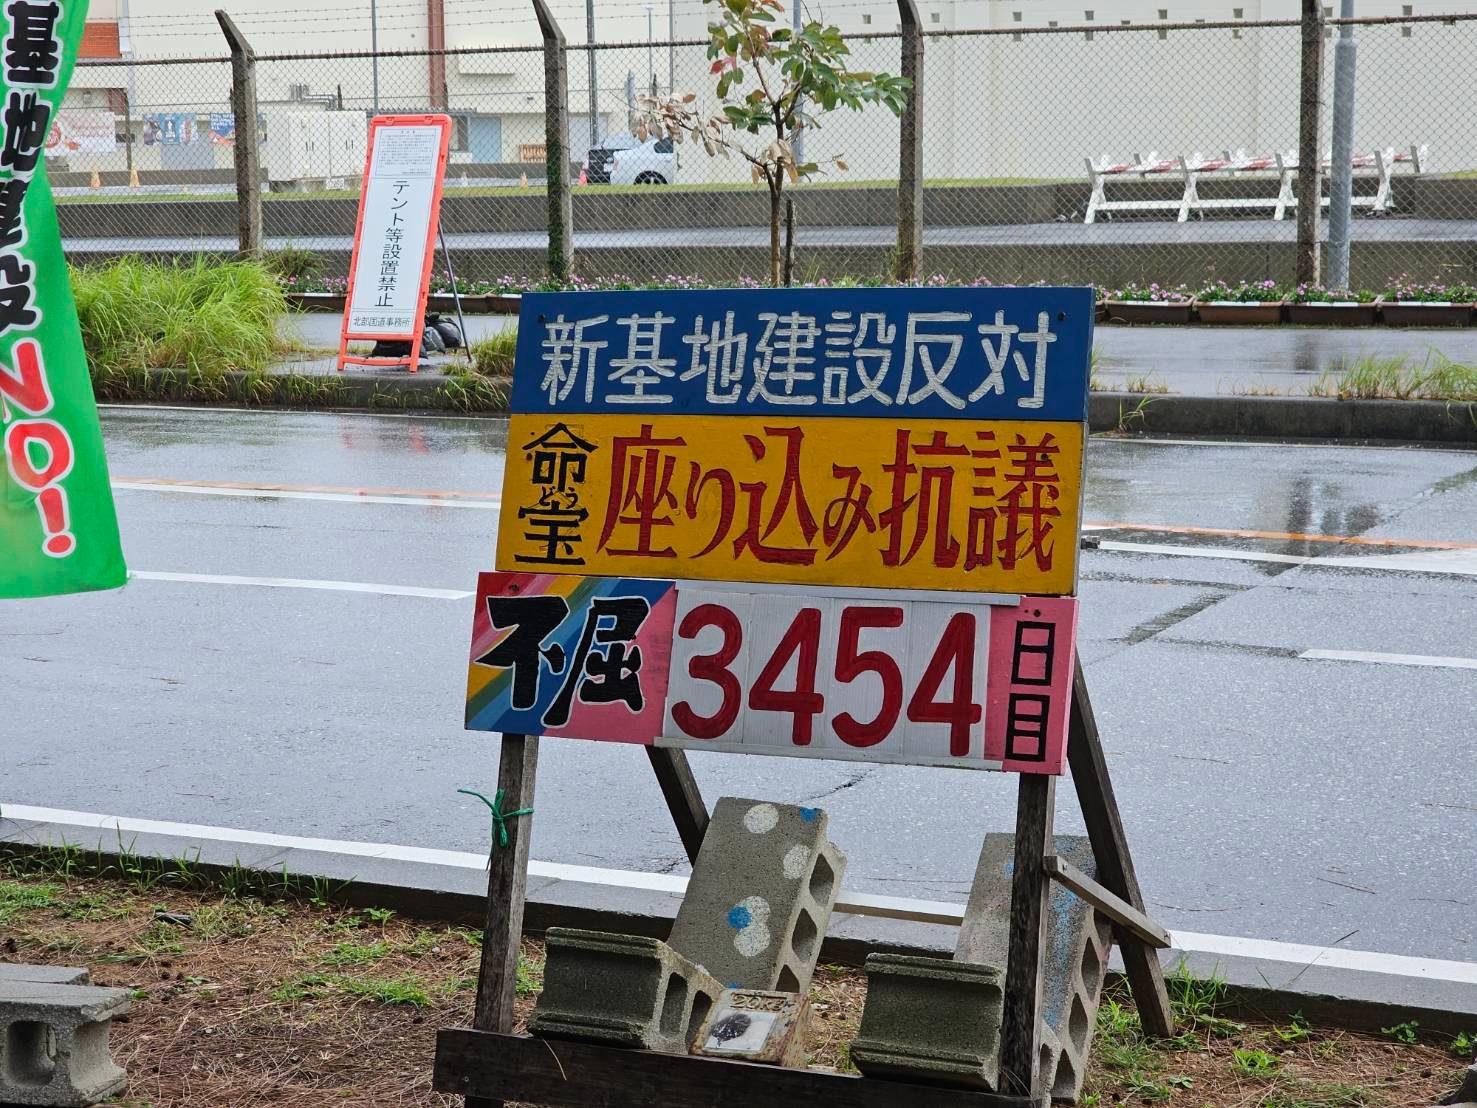 基地建設NO!
テント等設置禁止
北部国道事務所
新基地建設反対
命どぅ宝
座り込み抗議
不屈 3454 日目